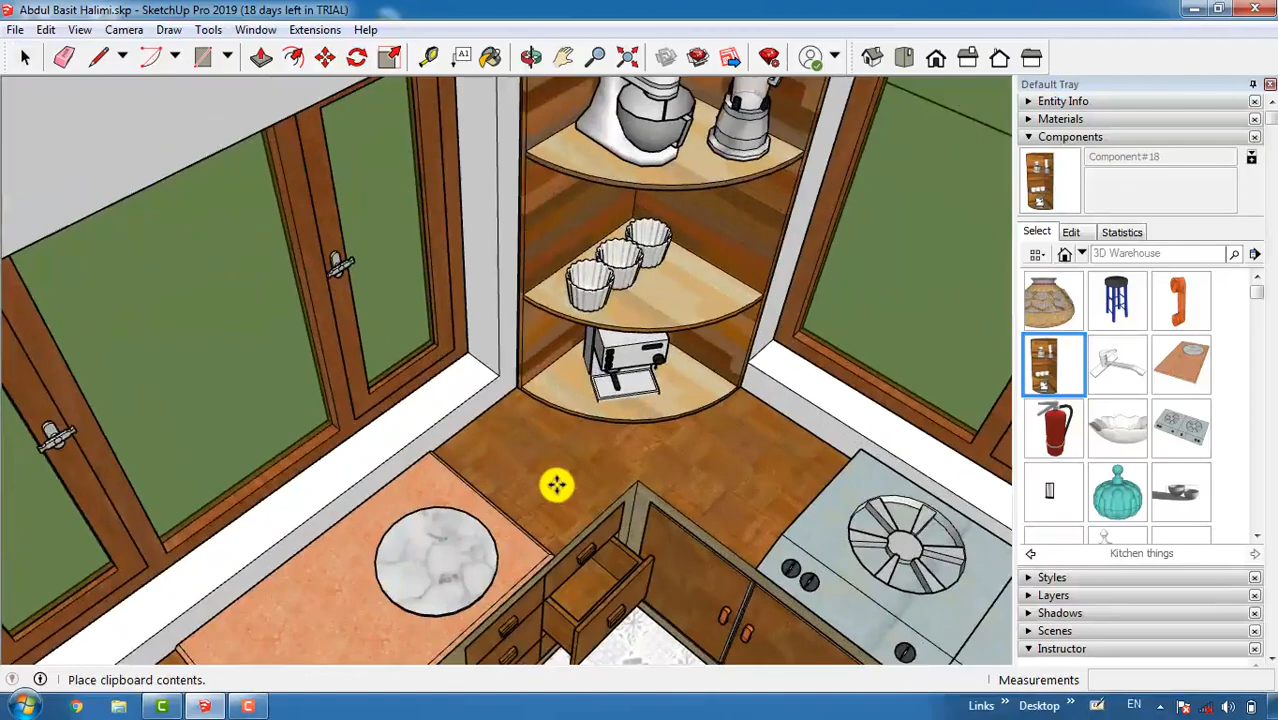 Abdul Basit Halimi.skp - SketchUp Pro 2019 (18 days left in TRIAL)
File Edit View Camera Draw Tools Window Extensions Help
A1
Default Tray
Entity Info
Materials
Components
Component#18
Select Edit Statistics
3D Warehouse
Kitchen things
Styles
Layers
Shadows
Scenes
Instructor
Place clipboard contents.
Measurements
Links » Desktop » EN